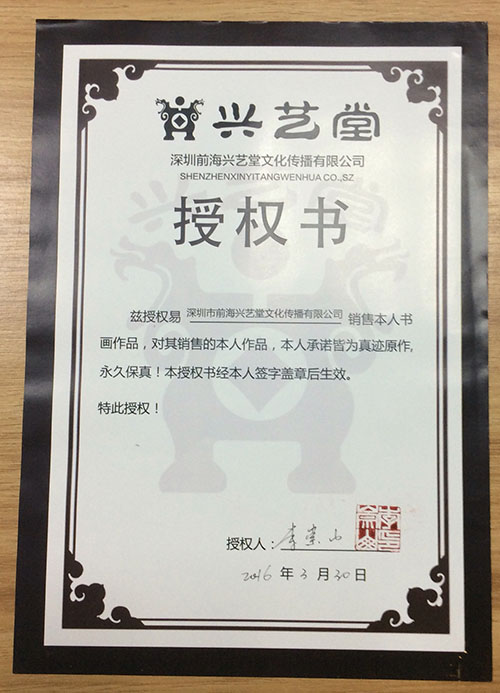 兴艺堂
深圳前海兴艺堂文化传播有限公司
SHENZHENXINYITANGWENHUA CO.,SZ
授权书
兹授权易 深圳市前海兴艺堂文化传播有限公司 销售本人书
画作品，对其销售的本人作品，本人承诺皆为真迹原作,
永久保真！本授权书经本人签字盖章后生效。
特此授权！
授权人：李崇山
2016 年 3 月 30 日